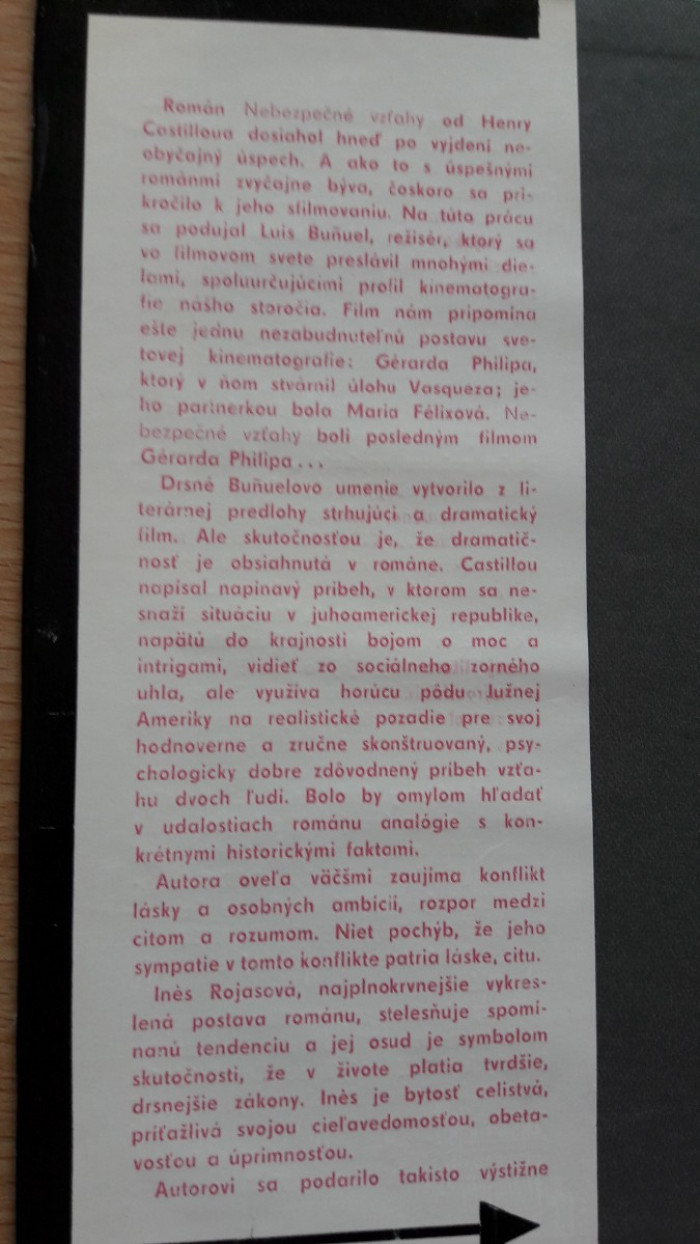 Román Nebezpečné vzťahy od Henry
Castilloua dosiahol hneď po vyjdení ne-
obyčajný úspech. A ako to s úspešnými
románmi zvyčajne býva, čoskoro sa pri-
kročilo k jeho sfilmovaniu. Na túto prácu
sa podujal Luis Buñuel, režisér, ktorý sa
vo filmovom svete preslávil mnohými die-
lami, spoluurčujúcimi profil kinematogra-
fie nášho storočia. Film nám pripomína
ešte jednu nezabudnuteľnú postavu sve-
tovej kinematografie: Gérarda Philipa,
ktorý v ňom stvárnil úlohu Vasqueza; je-
ho partnerkou bola Maria Félixová. Ne-
bezpečné vzťahy boli posledným filmom
Gérarda Philipa...
Drsné Buñuelovo umenie vytvorilo z li-
terárnej predlohy strhujúci a dramatický
film. Ale skutočnosťou je, že dramatič-
nosť je obsiahnutá v románe. Castillou
napísal napínavý príbeh, v ktorom sa ne-
snaží situáciu v juhoamerickej republike,
napätú do krajnosti bojom o moc a
intrigami, vidieť zo sociálneho zorného
uhla, ale využíva horúcu pôdu Južnej
Ameriky na realistické pozadie pre svoj
hodnoverne a zručne skonštruovaný, psy-
chologicky dobre zdôvodnený príbeh vzťa-
hu dvoch ľudí. Bolo by omylom hľadať
v udalostiach románu analógie s kon-
krétnymi historickými faktami.
Autora oveľa väčšmi zaujíma konflikt
lásky a osobných ambícií, rozpor medzi
citom a rozumom. Niet pochýb, že jeho
sympatie v tomto konflikte patria láske, citu.
Inès Rojasová, najplnokrvnejšie vykres-
lená postava románu, stelesňuje spomí-
nanú tendenciu a jej osud je symbolom
skutočnosti, že v živote platia tvrdšie,
drsnejšie zákony. Inès je bytosť celistvá,
príťažlivá svojou cieľavedomosťou, obeta-
vosťou a úprimnosťou.
Autorovi sa podarilo takisto výstižne